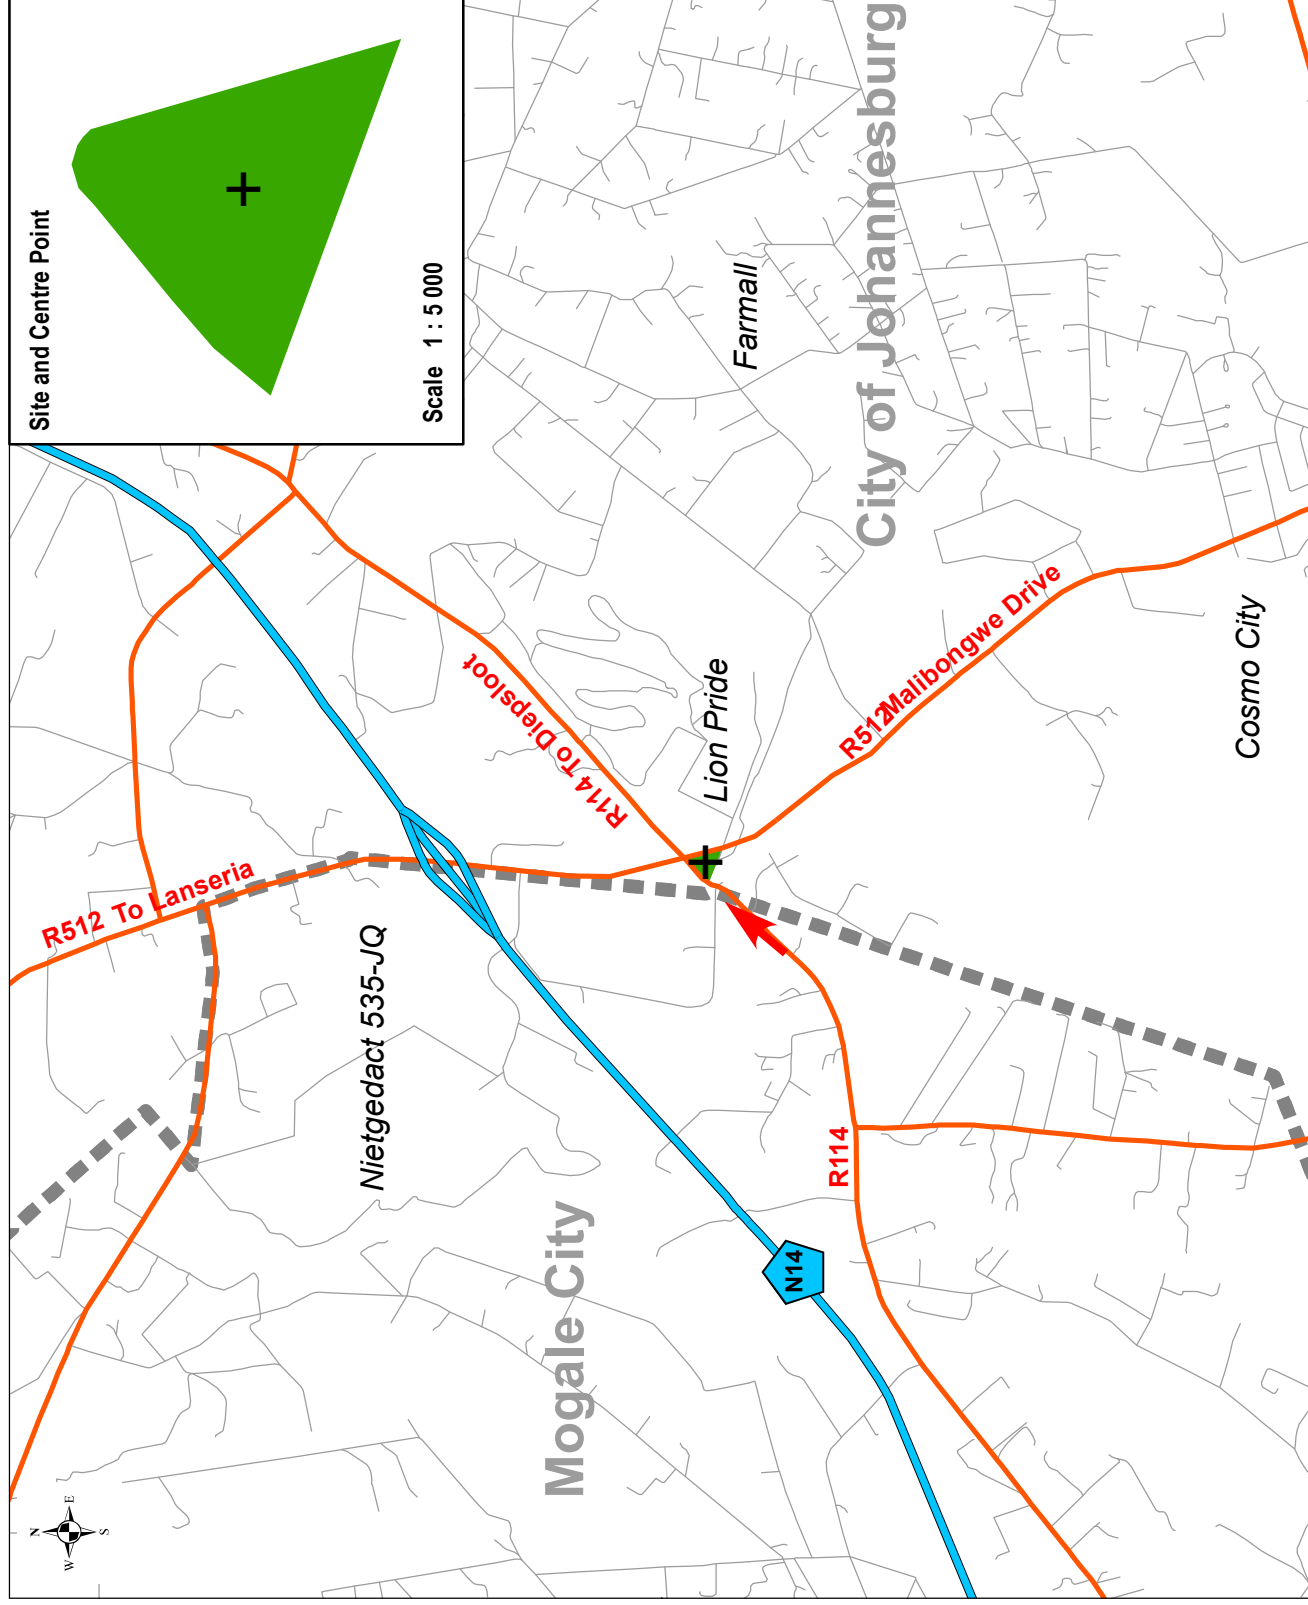 Site and Centre Point
Scale 1 : 5 000
N
W
E
S
R512 To Lanseria
R114 To Diepsloot
Nietgedact 535-JQ
Mogale City
Lion Pride
Farmall
City of Johannesburg
R512
Malibongwe Drive
R114
N14
Cosmo City